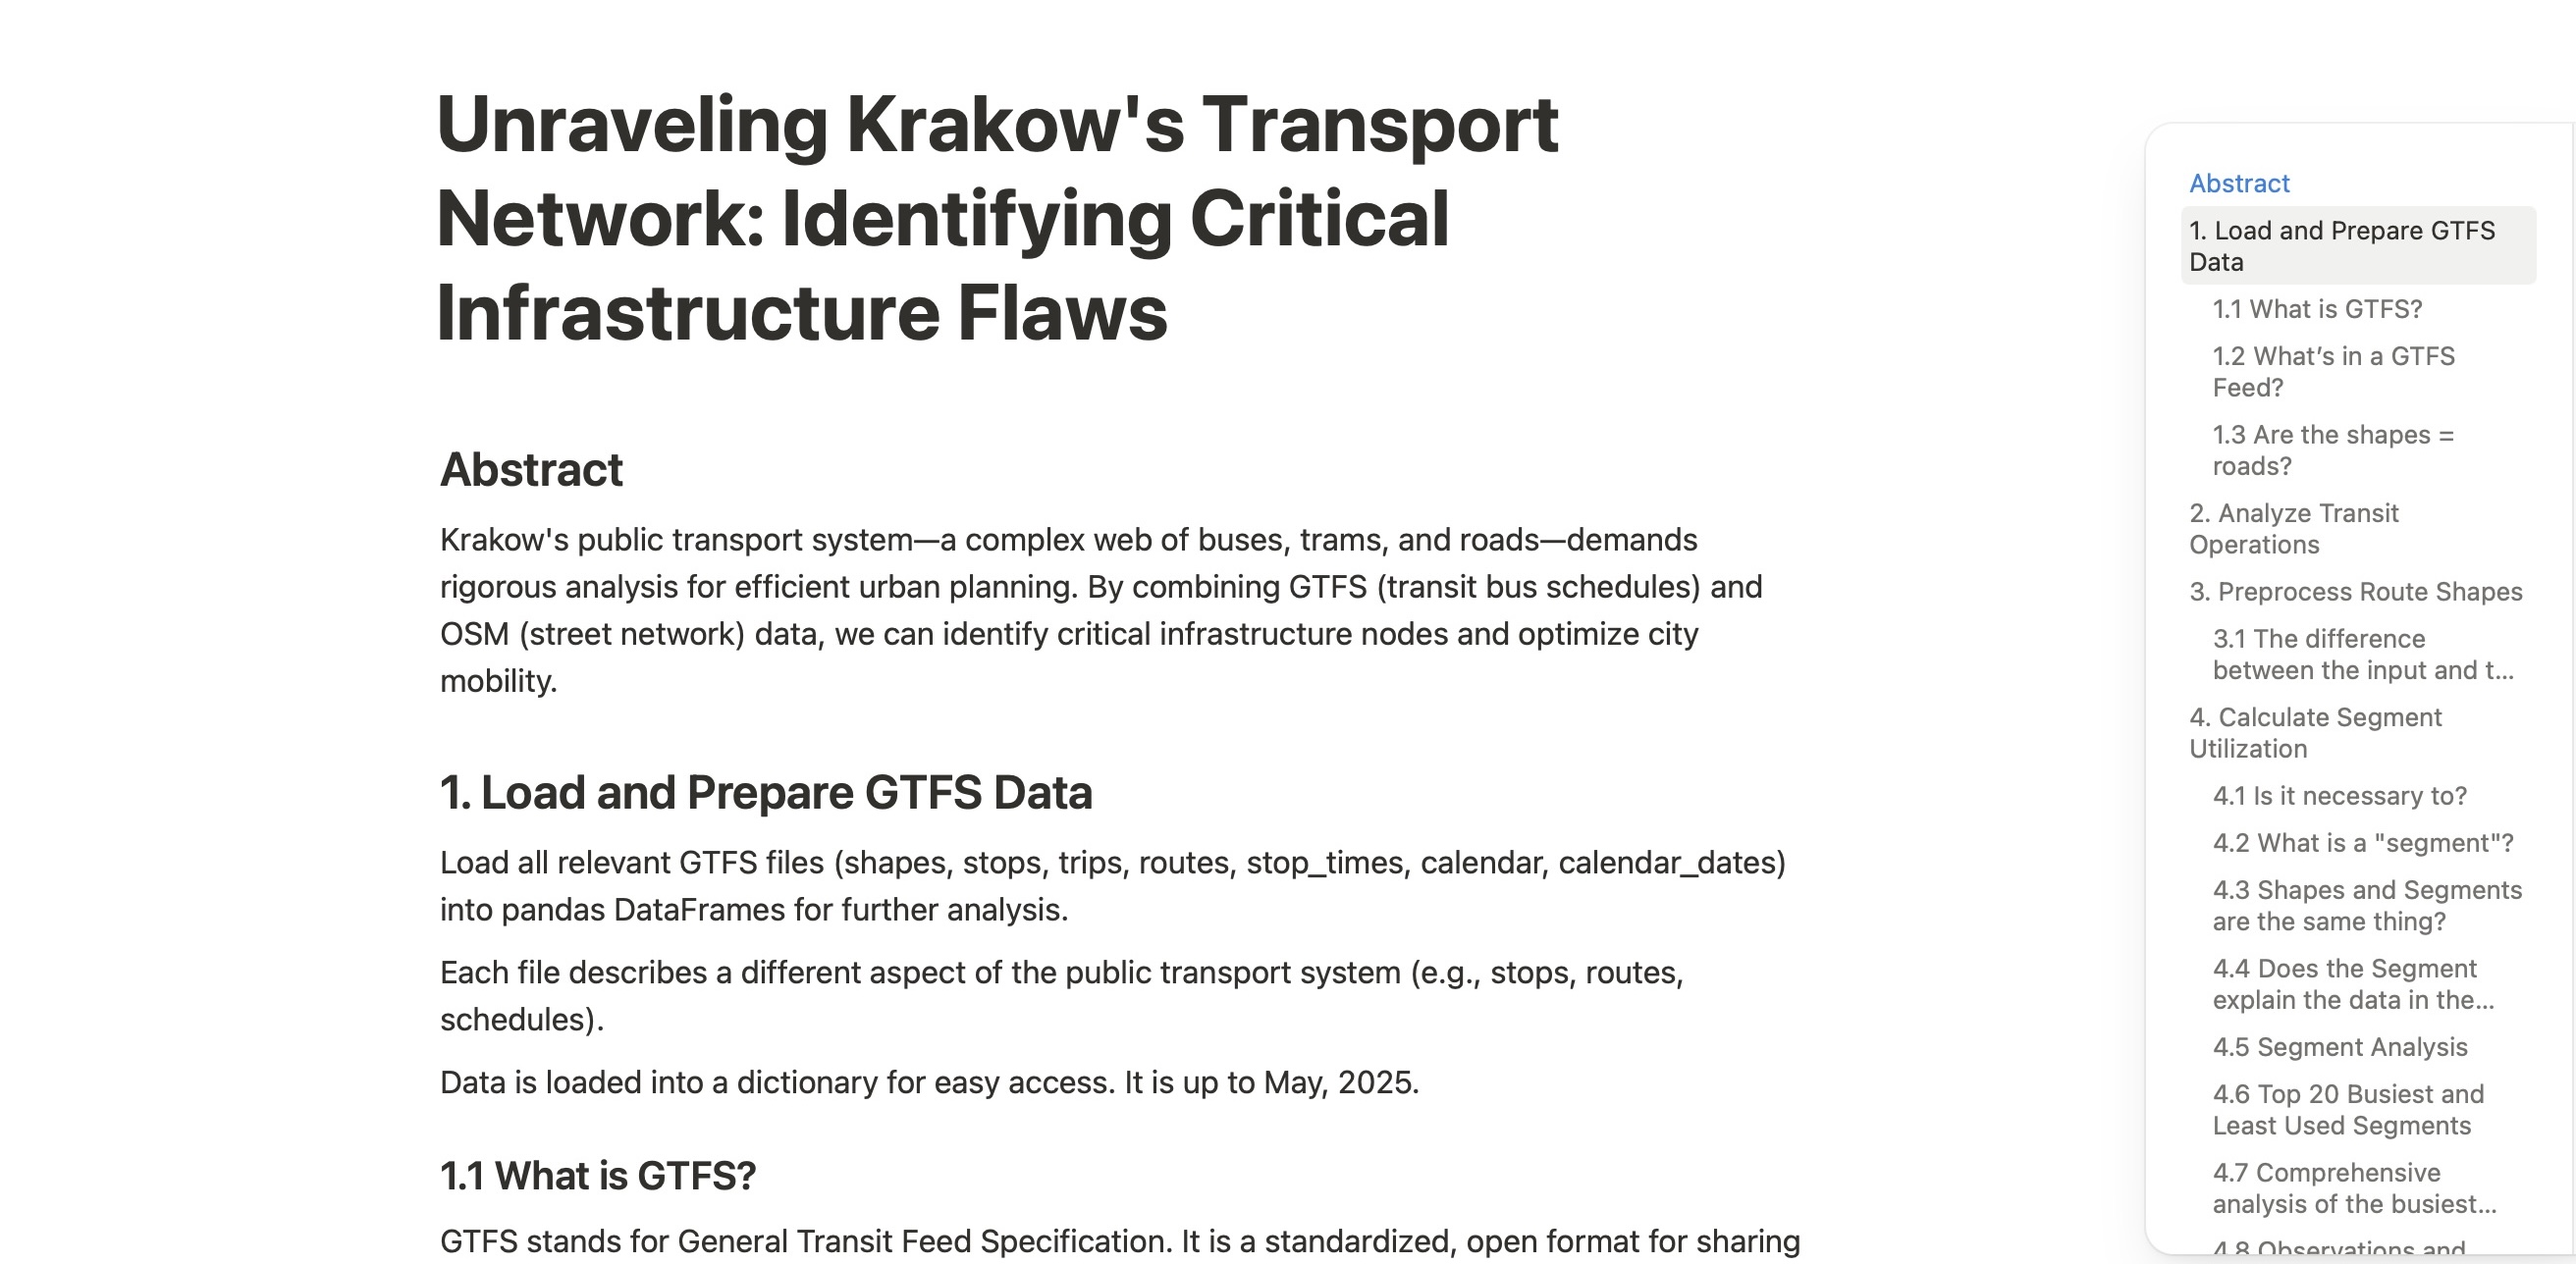 Unraveling Krakow's Transport
Network: Identifying Critical
Infrastructure Flaws
Abstract
Krakow's public transport system—a complex web of buses, trams, and roads—demands
rigorous analysis for efficient urban planning. By combining GTFS (transit bus schedules) and
OSM (street network) data, we can identify critical infrastructure nodes and optimize city
mobility.
1. Load and Prepare GTFS Data
Load all relevant GTFS files (shapes, stops, trips, routes, stop_times, calendar, calendar_dates)
into pandas DataFrames for further analysis.
Each file describes a different aspect of the public transport system (e.g., stops, routes,
schedules).
Data is loaded into a dictionary for easy access. It is up to May, 2025.
1.1 What is GTFS?
GTFS stands for General Transit Feed Specification. It is a standardized, open format for sharing
Abstract
1. Load and Prepare GTFS
Data
1.1 What is GTFS?
1.2 What’s in a GTFS
Feed?
1.3 Are the shapes =
roads?
2. Analyze Transit
Operations
3. Preprocess Route Shapes
3.1 The difference
between the input and t...
4. Calculate Segment
Utilization
4.1 Is it necessary to?
4.2 What is a "segment"?
4.3 Shapes and Segments
are the same thing?
4.4 Does the Segment
explain the data in the...
4.5 Segment Analysis
4.6 Top 20 Busiest and
Least Used Segments
4.7 Comprehensive
analysis of the busiest...
4.8 Observations and